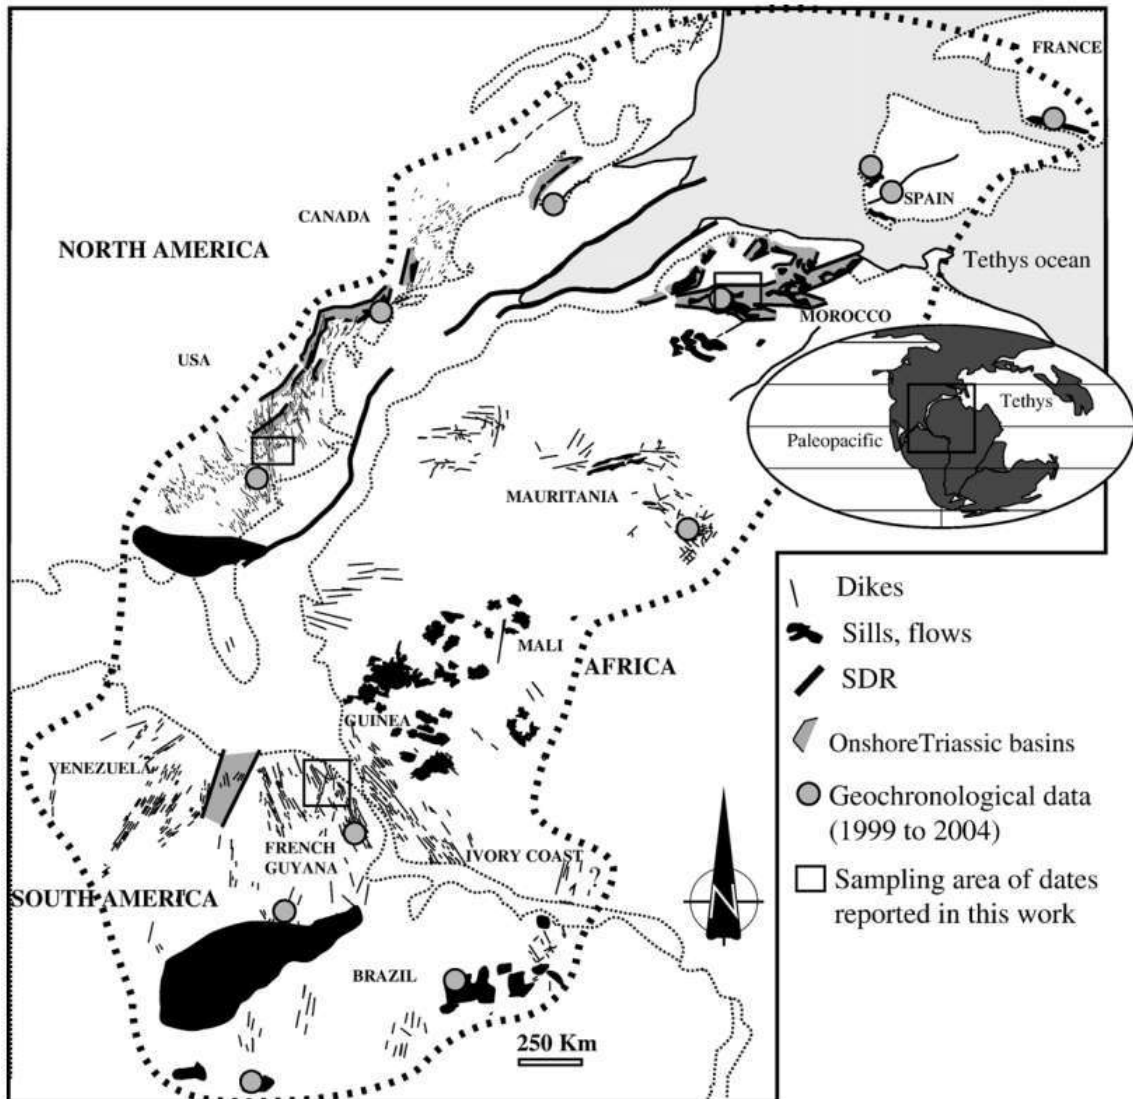 FRANCE
SPAIN
CANADA
NORTH AMERICA
Tethys ocean
MOROCCO
USA
Tethys
Paleopacific
MAURITANIA
Dikes
Sills, flows
MALI
AFRICA
SDR
GUINEA
OnshoreTriassic basins
VENEZUELA
Geochronological data
(1999 to 2004)
FRENCH
GUYANA
IVORY COAST
?
Sampling area of dates
reported in this work
SOUTH AMERICA
N
BRAZIL
250 Km